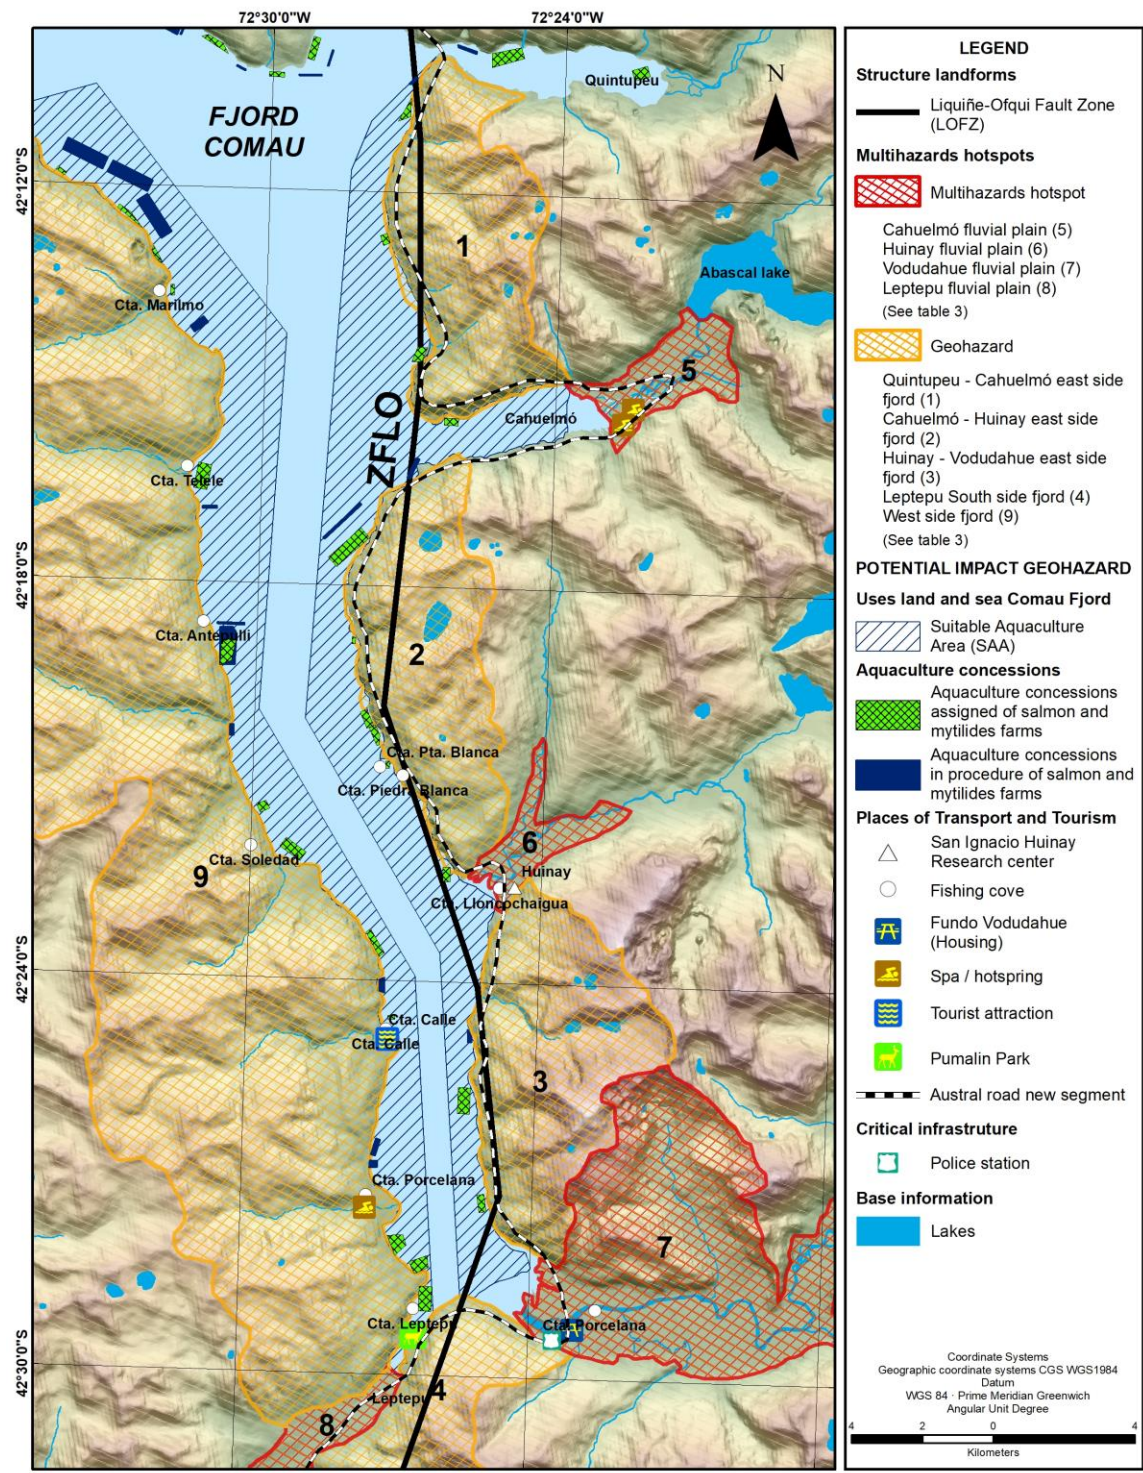 72°30'0"W
72°24'0"W
42°12'0"S
42°18'0"S
42°24'0"S
42°30'0"S
FJORD
COMAU
Quintupeu
N
1
Abascal lake
Cta. Marilmo
5
ZFLO
Cahuelmó
Cta. Telele
Cta. Antepulli
2
Cta. Pta. Blanca
Cta. Piedra Blanca
Cta. Soledad
9
6
Huinay
Cta. Lloncochaigua
Cta. Calle
Cta. Calle
3
Cta. Porcelana
7
Cta. Leptepu
Cta. Porcelana
Leptepu
4
8
LEGEND
Structure landforms
Liquiñe-Ofqui Fault Zone
(LOFZ)
Multihazards hotspots
Multihazards hotspot
Cahuelmó fluvial plain (5)
Huinay fluvial plain (6)
Vodudahue fluvial plain (7)
Leptepu fluvial plain (8)
(See table 3)
Geohazard
Quintupeu - Cahuelmó east side
fjord (1)
Cahuelmó - Huinay east side
fjord (2)
Huinay - Vodudahue east side
fjord (3)
Leptepu South side fjord (4)
West side fjord (9)
(See table 3)
POTENTIAL IMPACT GEOHAZARD
Uses land and sea Comau Fjord
Suitable Aquaculture
Area (SAA)
Aquaculture concessions
Aquaculture concessions
assigned of salmon and
mytilides farms
Aquaculture concessions
in procedure of salmon and
mytilides farms
Places of Transport and Tourism
San Ignacio Huinay
Research center
Fishing cove
Fundo Vodudahue
(Housing)
Spa / hotspring
Tourist attraction
Pumalin Park
Austral road new segment
Critical infrastruture
Police station
Base information
Lakes
Coordinate Systems
Geographic coordinate systems CGS WGS1984
Datum
WGS 84 · Prime Meridian Greenwich
Angular Unit Degree
4 2 0 4
Kilometers